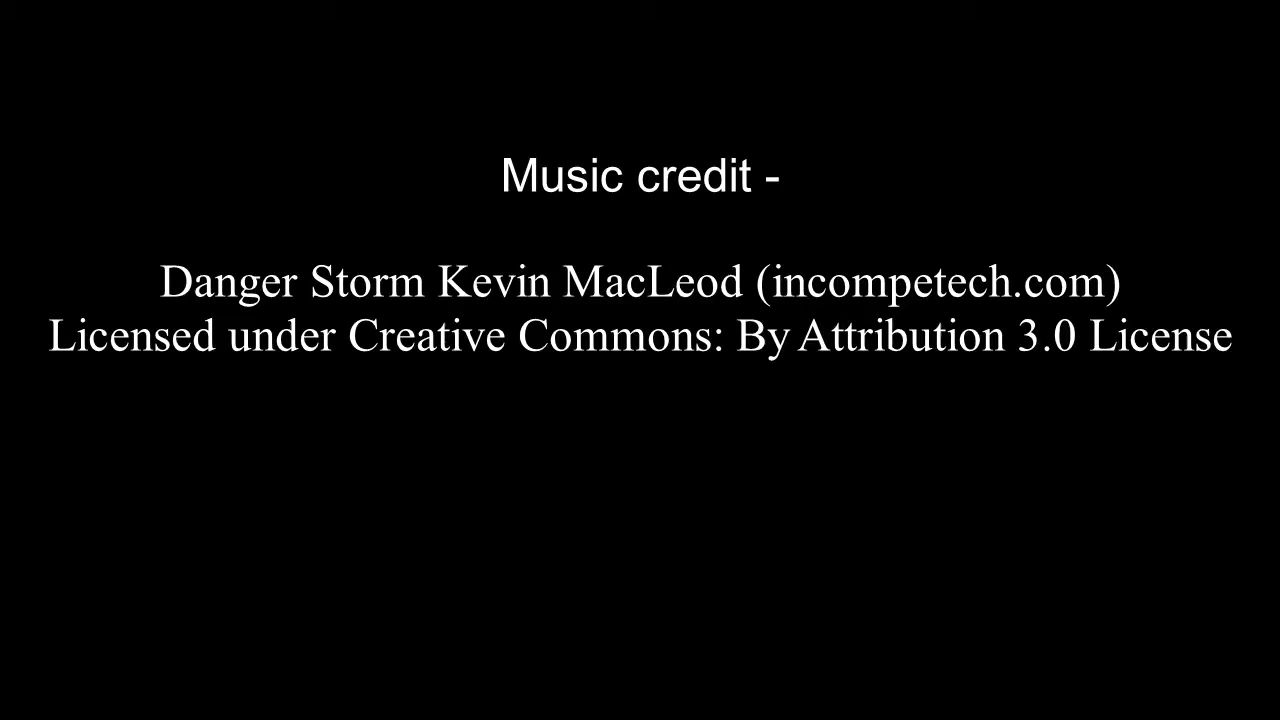 Music credit -
Danger Storm Kevin MacLeod (incompetech.com)
Licensed under Creative Commons: By Attribution 3.0 License